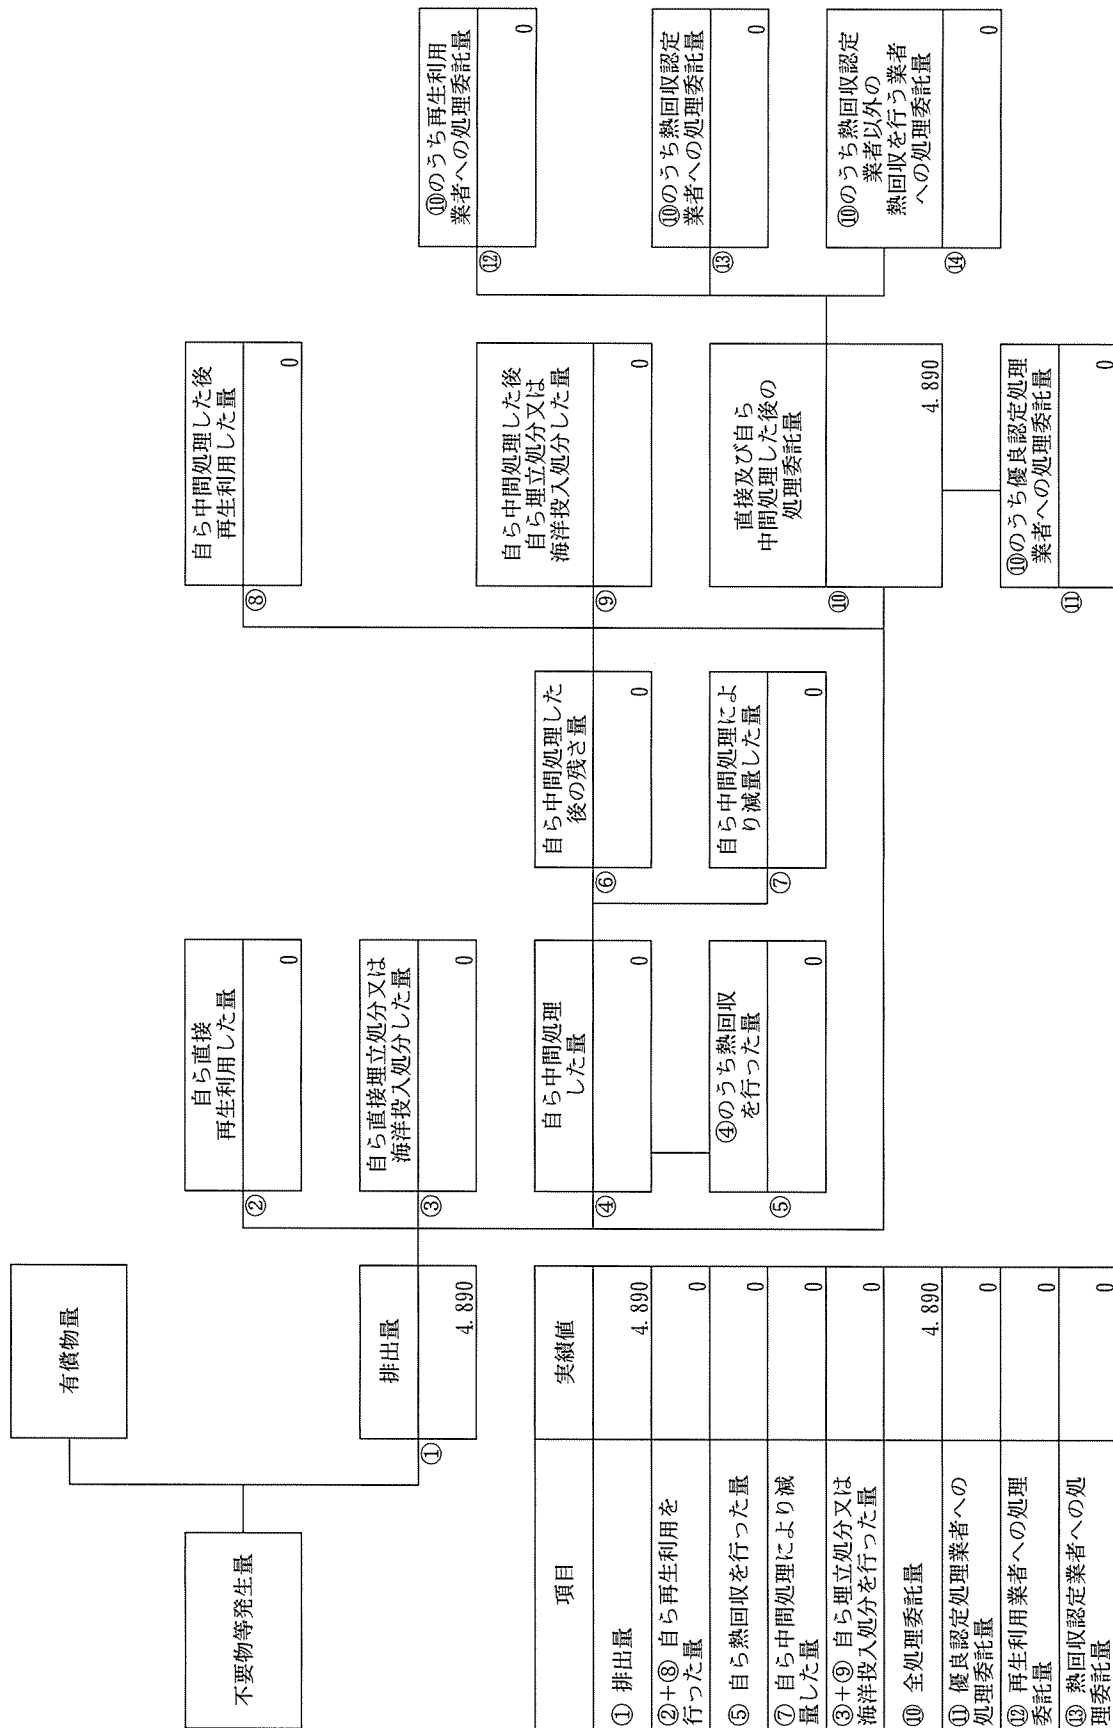 不要物等発生量
有償物量
①
排出量
4.890
②
自ら直接
再生利用した量
0
③
自ら直接埋立処分又は
海洋投入処分した量
0
④
自ら中間処理
した量
0
⑤
④のうち熱回収
を行った量
0
⑥
自ら中間処理した
後の残さ量
0
⑦
自ら中間処理によ
り減量した量
0
⑧
自ら中間処理した後
再生利用した量
0
⑨
自ら中間処理した後
自ら埋立処分又は
海洋投入処分した量
0
⑩
直接及び自ら
中間処理した後の
処理委託量
4.890
⑪
⑩のうち優良認定処理
業者への処理委託量
0
⑫
⑩のうち再生利用
業者への処理委託量
0
⑬
⑩のうち熱回収認定
業者への処理委託量
0
⑭
⑩のうち熱回収認定
業者以外の
熱回収を行う業者
への処理委託量
0
項目 実績値
① 排出量 4.890
②+⑧ 自ら再生利用を
行った量 0
⑤ 自ら熱回収を行った量 0
⑦ 自ら中間処理により減
量した量 0
③+⑨ 自ら埋立処分又は
海洋投入処分を行った量 0
⑩ 全処理委託量 4.890
⑪ 優良認定処理業者への
処理委託量 0
⑫ 再生利用業者への処理
委託量 0
⑬ 熱回収認定業者への処
理委託量 0